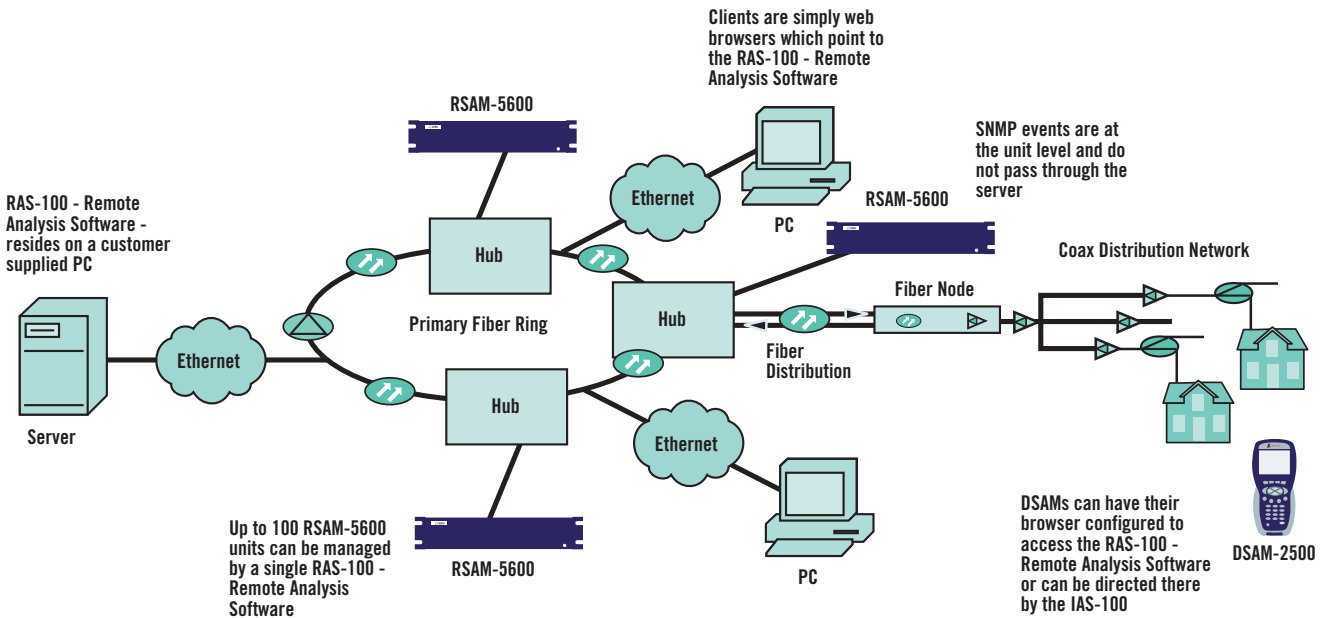 Clients are simply web
browsers which point to
the RAS-100 - Remote
Analysis Software
RSAM-5600
SNMP events are at
the unit level and do
not pass through the
server
RAS-100 - Remote
Analysis Software -
resides on a customer
supplied PC
Ethernet
PC
RSAM-5600
Hub
Coax Distribution Network
Fiber Node
Primary Fiber Ring
Hub
Ethernet
Fiber
Distribution
Hub
Server
Ethernet
DSAMs can have their
browser configured to
access the RAS-100 -
Remote Analysis Software
or can be directed there
by the IAS-100
DSAM-2500
Up to 100 RSAM-5600
units can be managed
by a single RAS-100 -
Remote Analysis
Software
RSAM-5600
PC